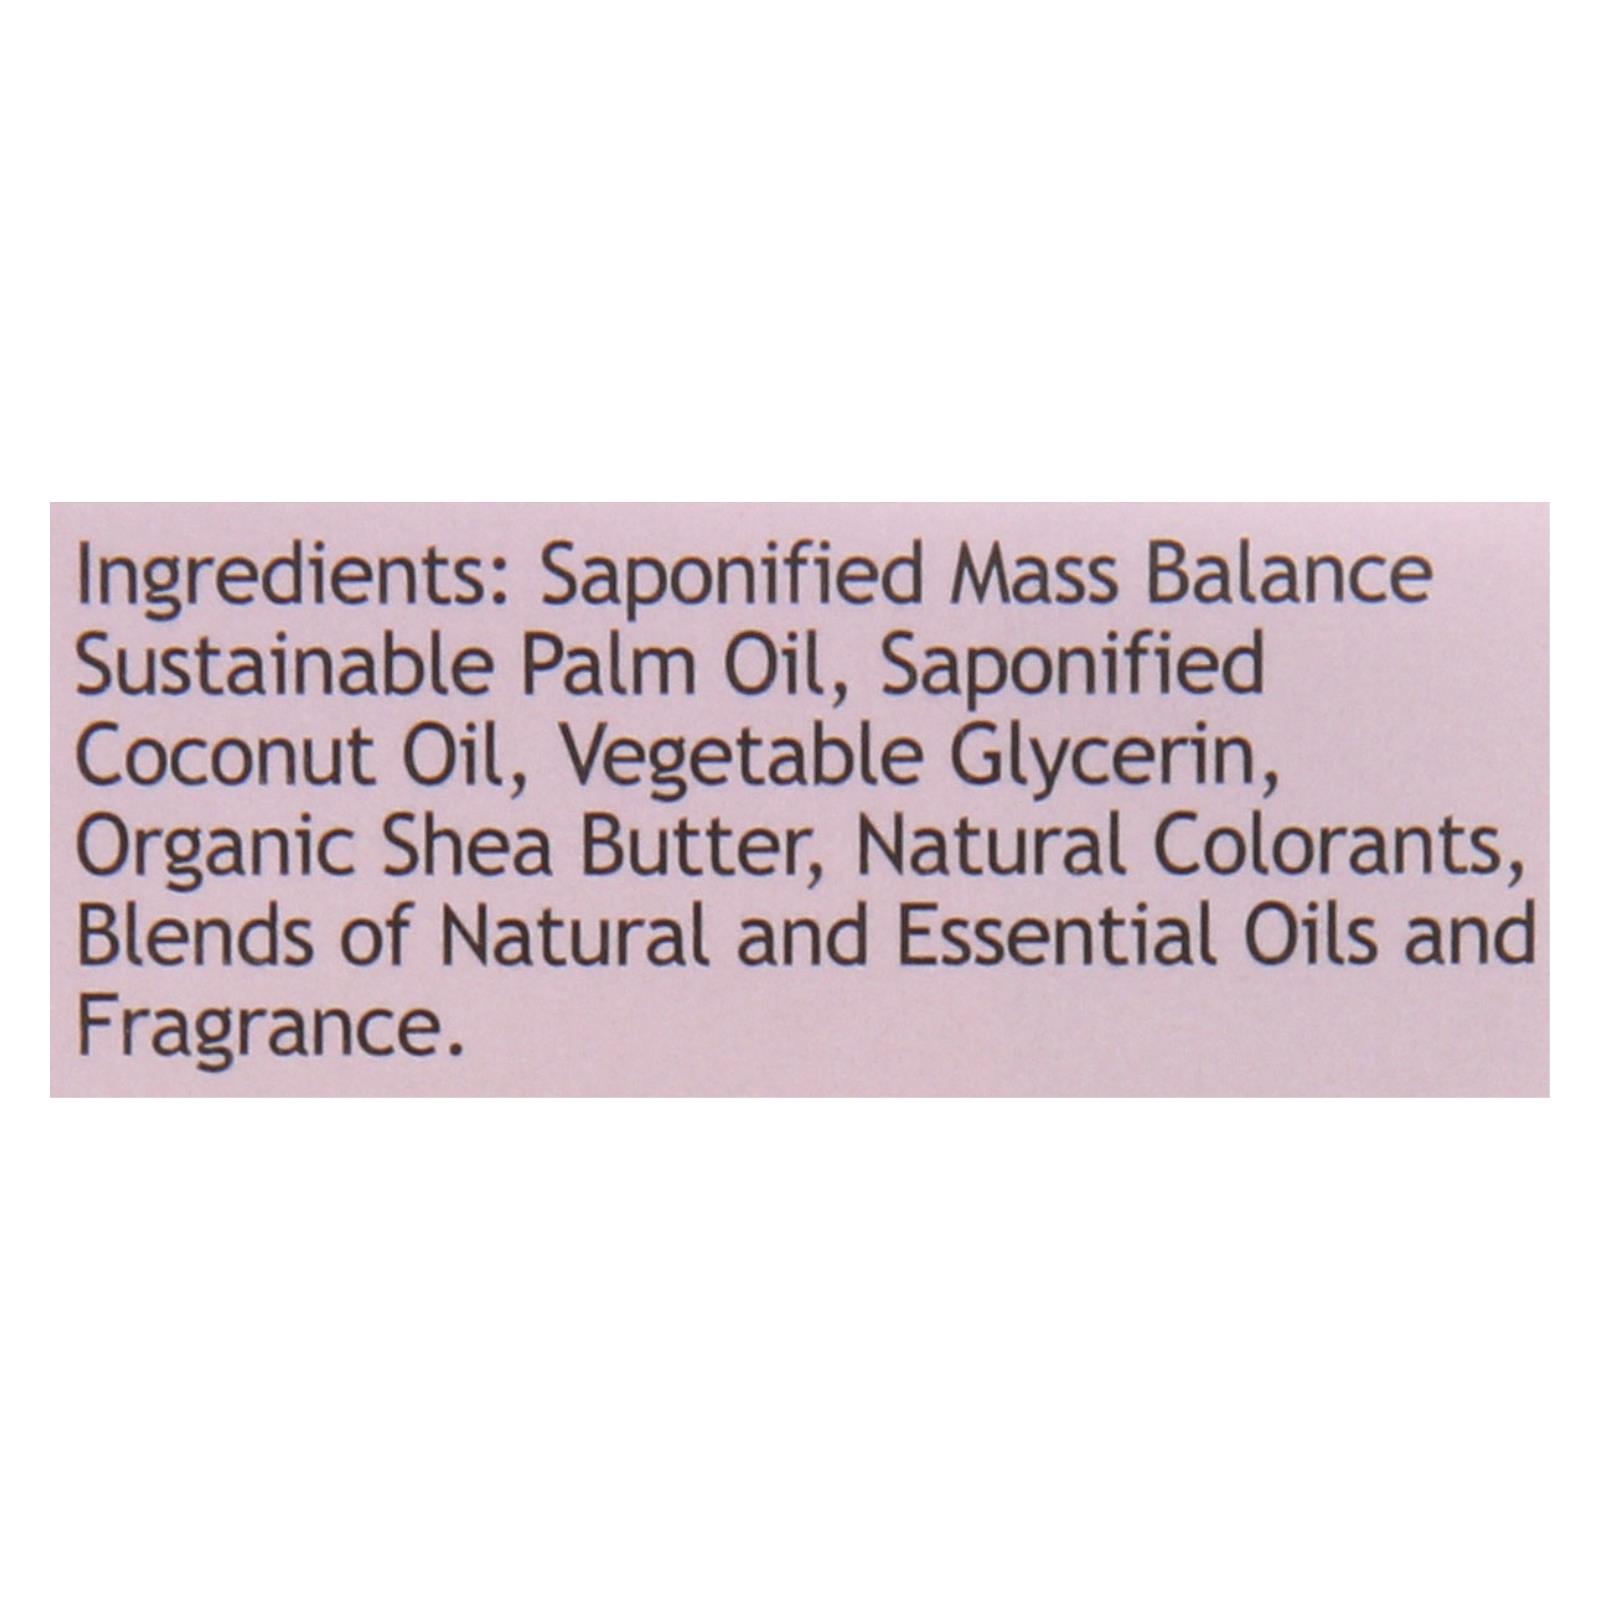 Ingredients: Saponified Mass Balance
Sustainable Palm Oil, Saponified
Coconut Oil, Vegetable Glycerin,
Organic Shea Butter, Natural Colorants,
Blends of Natural and Essential Oils and
Fragrance.